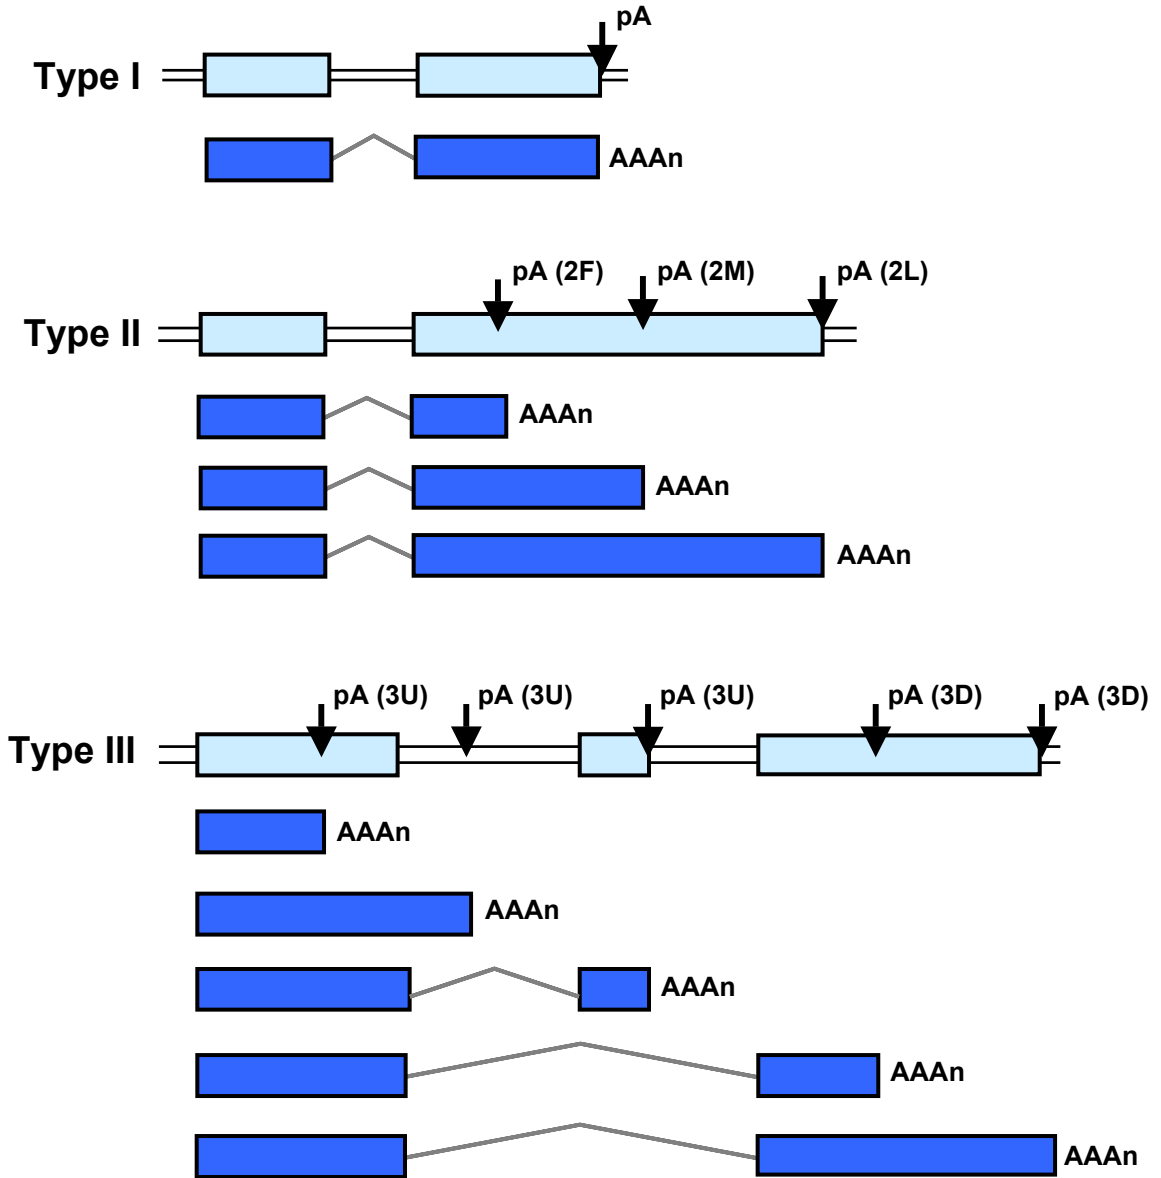 pA
Type I
AAAn
pA (2F) pA (2M) pA (2L)
Type II
AAAn
AAAn
AAAn
pA (3U) pA (3U) pA (3U) pA (3D) pA (3D)
Type III
AAAn
AAAn
AAAn
AAAn
AAAn